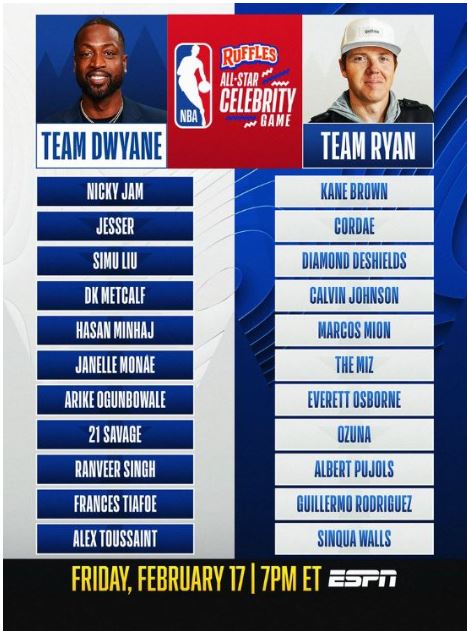 RUFFLES
ALL-STAR
CELEBRITY
GAME
NBA
TEAM DWYANE
TEAM RYAN
NICKY JAM
JESSER
SIMU LIU
DK METCALF
HASAN MINHAJ
JANELLE MONÁE
ARIKE OGUNBOWALE
21 SAVAGE
RANVEER SINGH
FRANCES TIAFOE
ALEX TOUSSAINT
KANE BROWN
CORDAE
DIAMOND DESHIELDS
CALVIN JOHNSON
MARCOS MION
THE MIZ
EVERETT OSBORNE
OZUNA
ALBERT PUJOLS
GUILLERMO RODRIGUEZ
SINQUA WALLS
FRIDAY, FEBRUARY 17 | 7PM ET ESPN